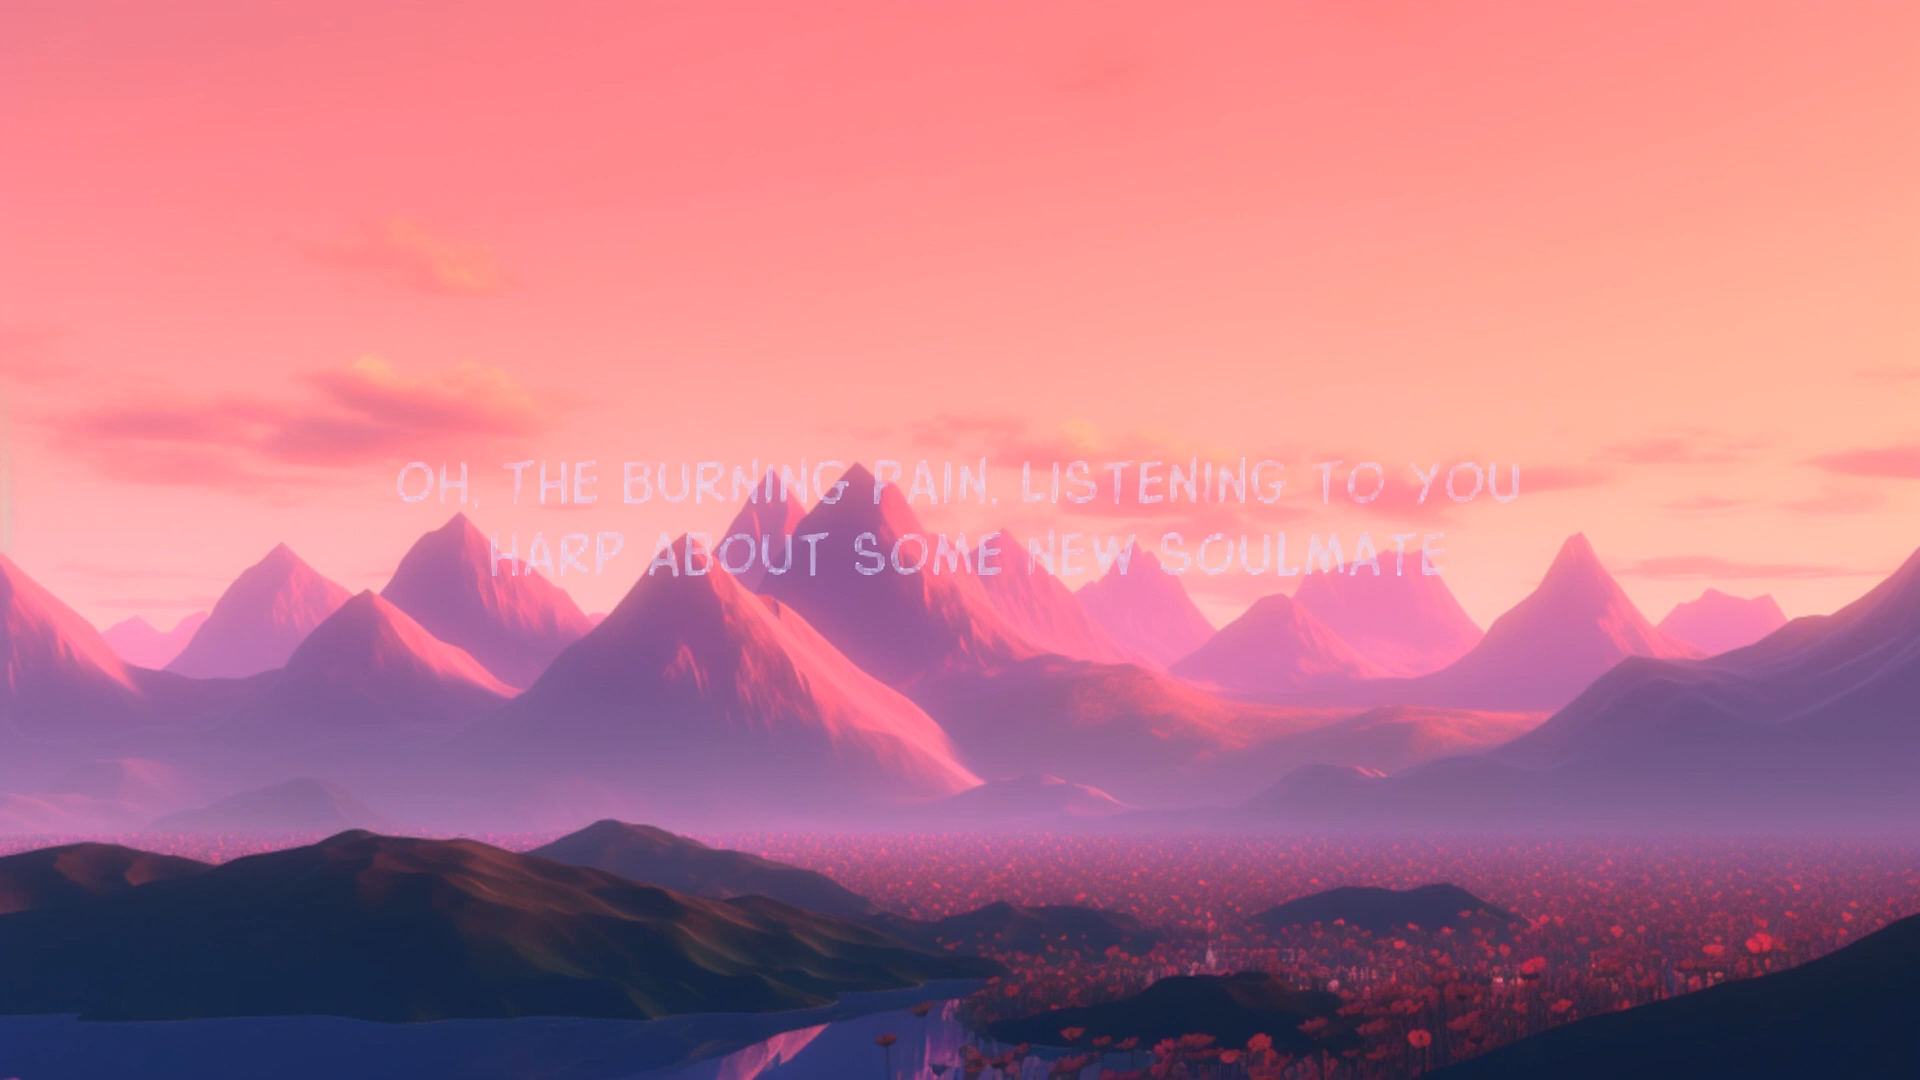 OH, THE BURNING PAIN, LISTENING TO YOU
HARP ABOUT SOME NEW SOULMATE